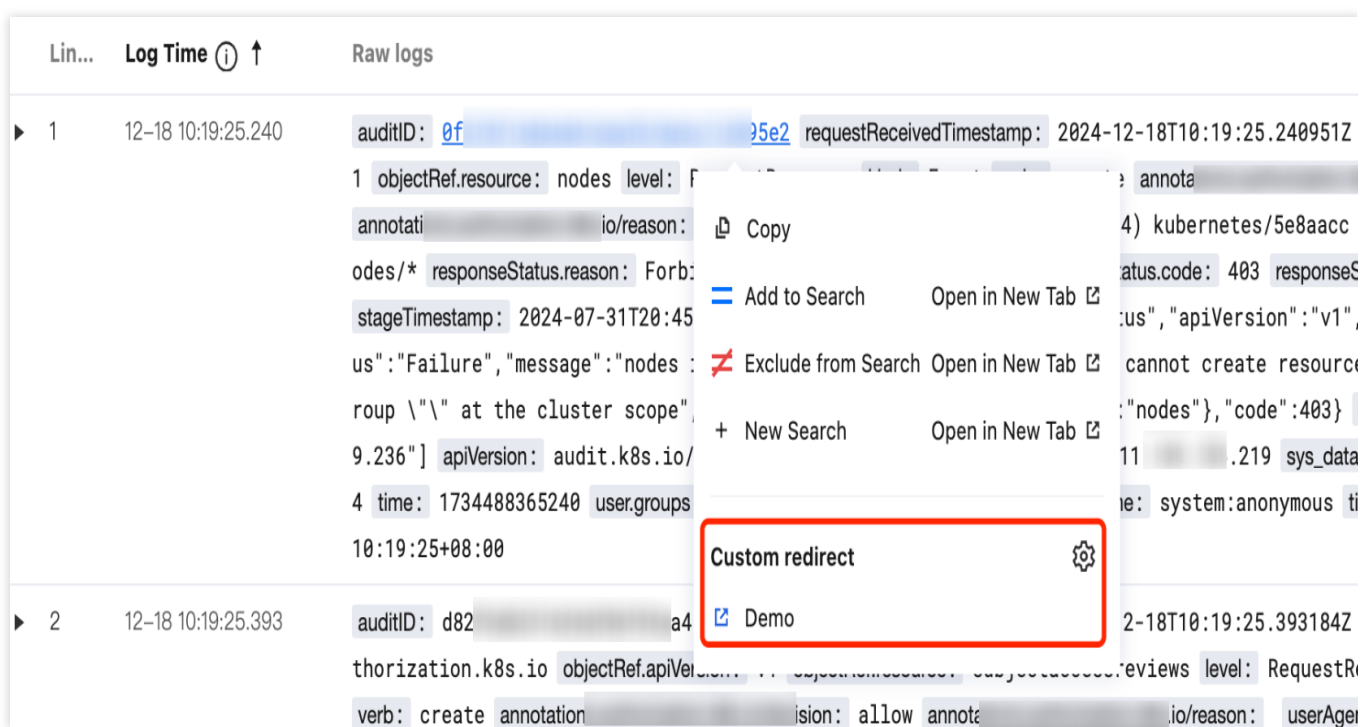 Lin... Log Time ↑ Raw logs
1 12–18 10:19:25.240 auditID: 0f 95e2 requestReceivedTimestamp: 2024-12-18T10:19:25.240951Z
1 objectRef.resource: nodes level: annota
annotati io/reason: 4) kubernetes/5e8aacc
Copy
odes/* responseStatus.reason: Forbi atus.code: 403 responseS
Add to Search Open in New Tab
stageTimestamp: 2024-07-31T20:45 tus","apiVersion":"v1",
us":"Failure","message":"nodes cannot create resource
Exclude from Search Open in New Tab
roup \"\" at the cluster scope", :"nodes"},"code":403}
+ New Search Open in New Tab
9.236"] apiVersion: audit.k8s.io/ 11 .219 sys_data
4 time: 1734488365240 user.groups e: system:anonymous ti
10:19:25+08:00
Custom redirect
Demo
2 12–18 10:19:25.393 auditID: d82 a4 2-18T10:19:25.393184Z
thorization.k8s.io objectRef.apiVer eviews level: RequestRe
verb: create annotation ision: allow annota .io/reason: userAgen